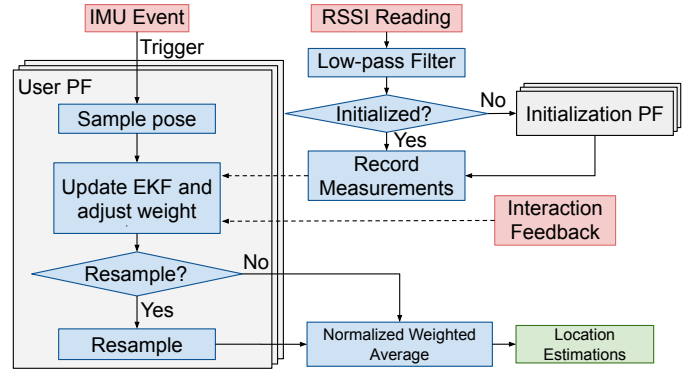 IMU Event
RSSI Reading
Trigger
Low-pass Filter
User PF
Sample pose
Initialized?
No
Initialization PF
Yes
Record
Measurements
Update EKF and
adjust weight
Interaction
Feedback
Resample?
No
Yes
Resample
Normalized Weighted
Average
Location
Estimations